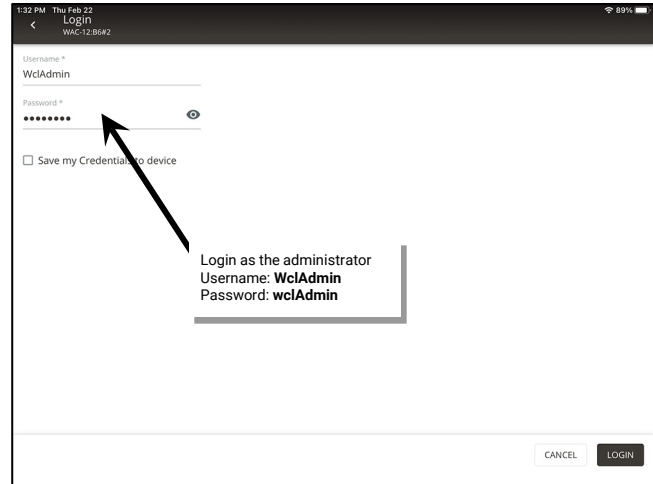 1:32 PM Thu Feb 22
89%
Login
WAC-12:B6#2
Username *
WclAdmin
Password *
••••••••
Save my Credentials to device
Login as the administrator
Username: WclAdmin
Password: wclAdmin
CANCEL LOGIN